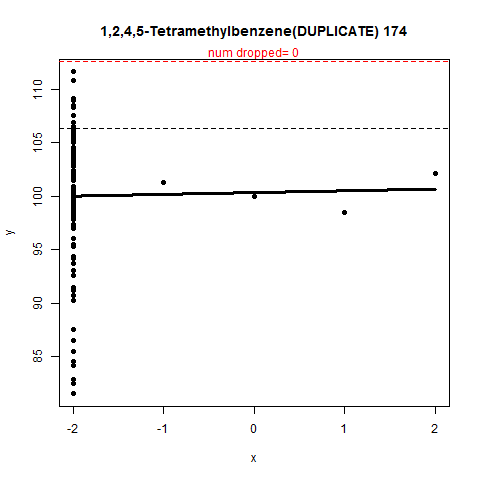 1,2,4,5-Tetramethylbenzene(DUPLICATE) 174
num dropped= 0
110
105
100
95
90
85
y
-2 -1 0 1 2
x